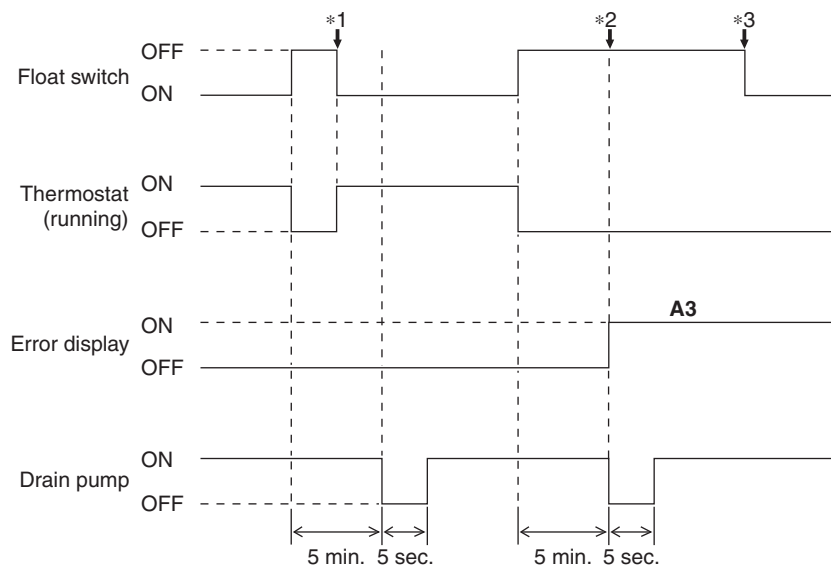 *1 *2 *3
OFF
Float switch
ON
ON
Thermostat
(running)
OFF
A3
ON
Error display
OFF
ON
Drain pump
OFF
5 min. 5 sec. 5 min. 5 sec.